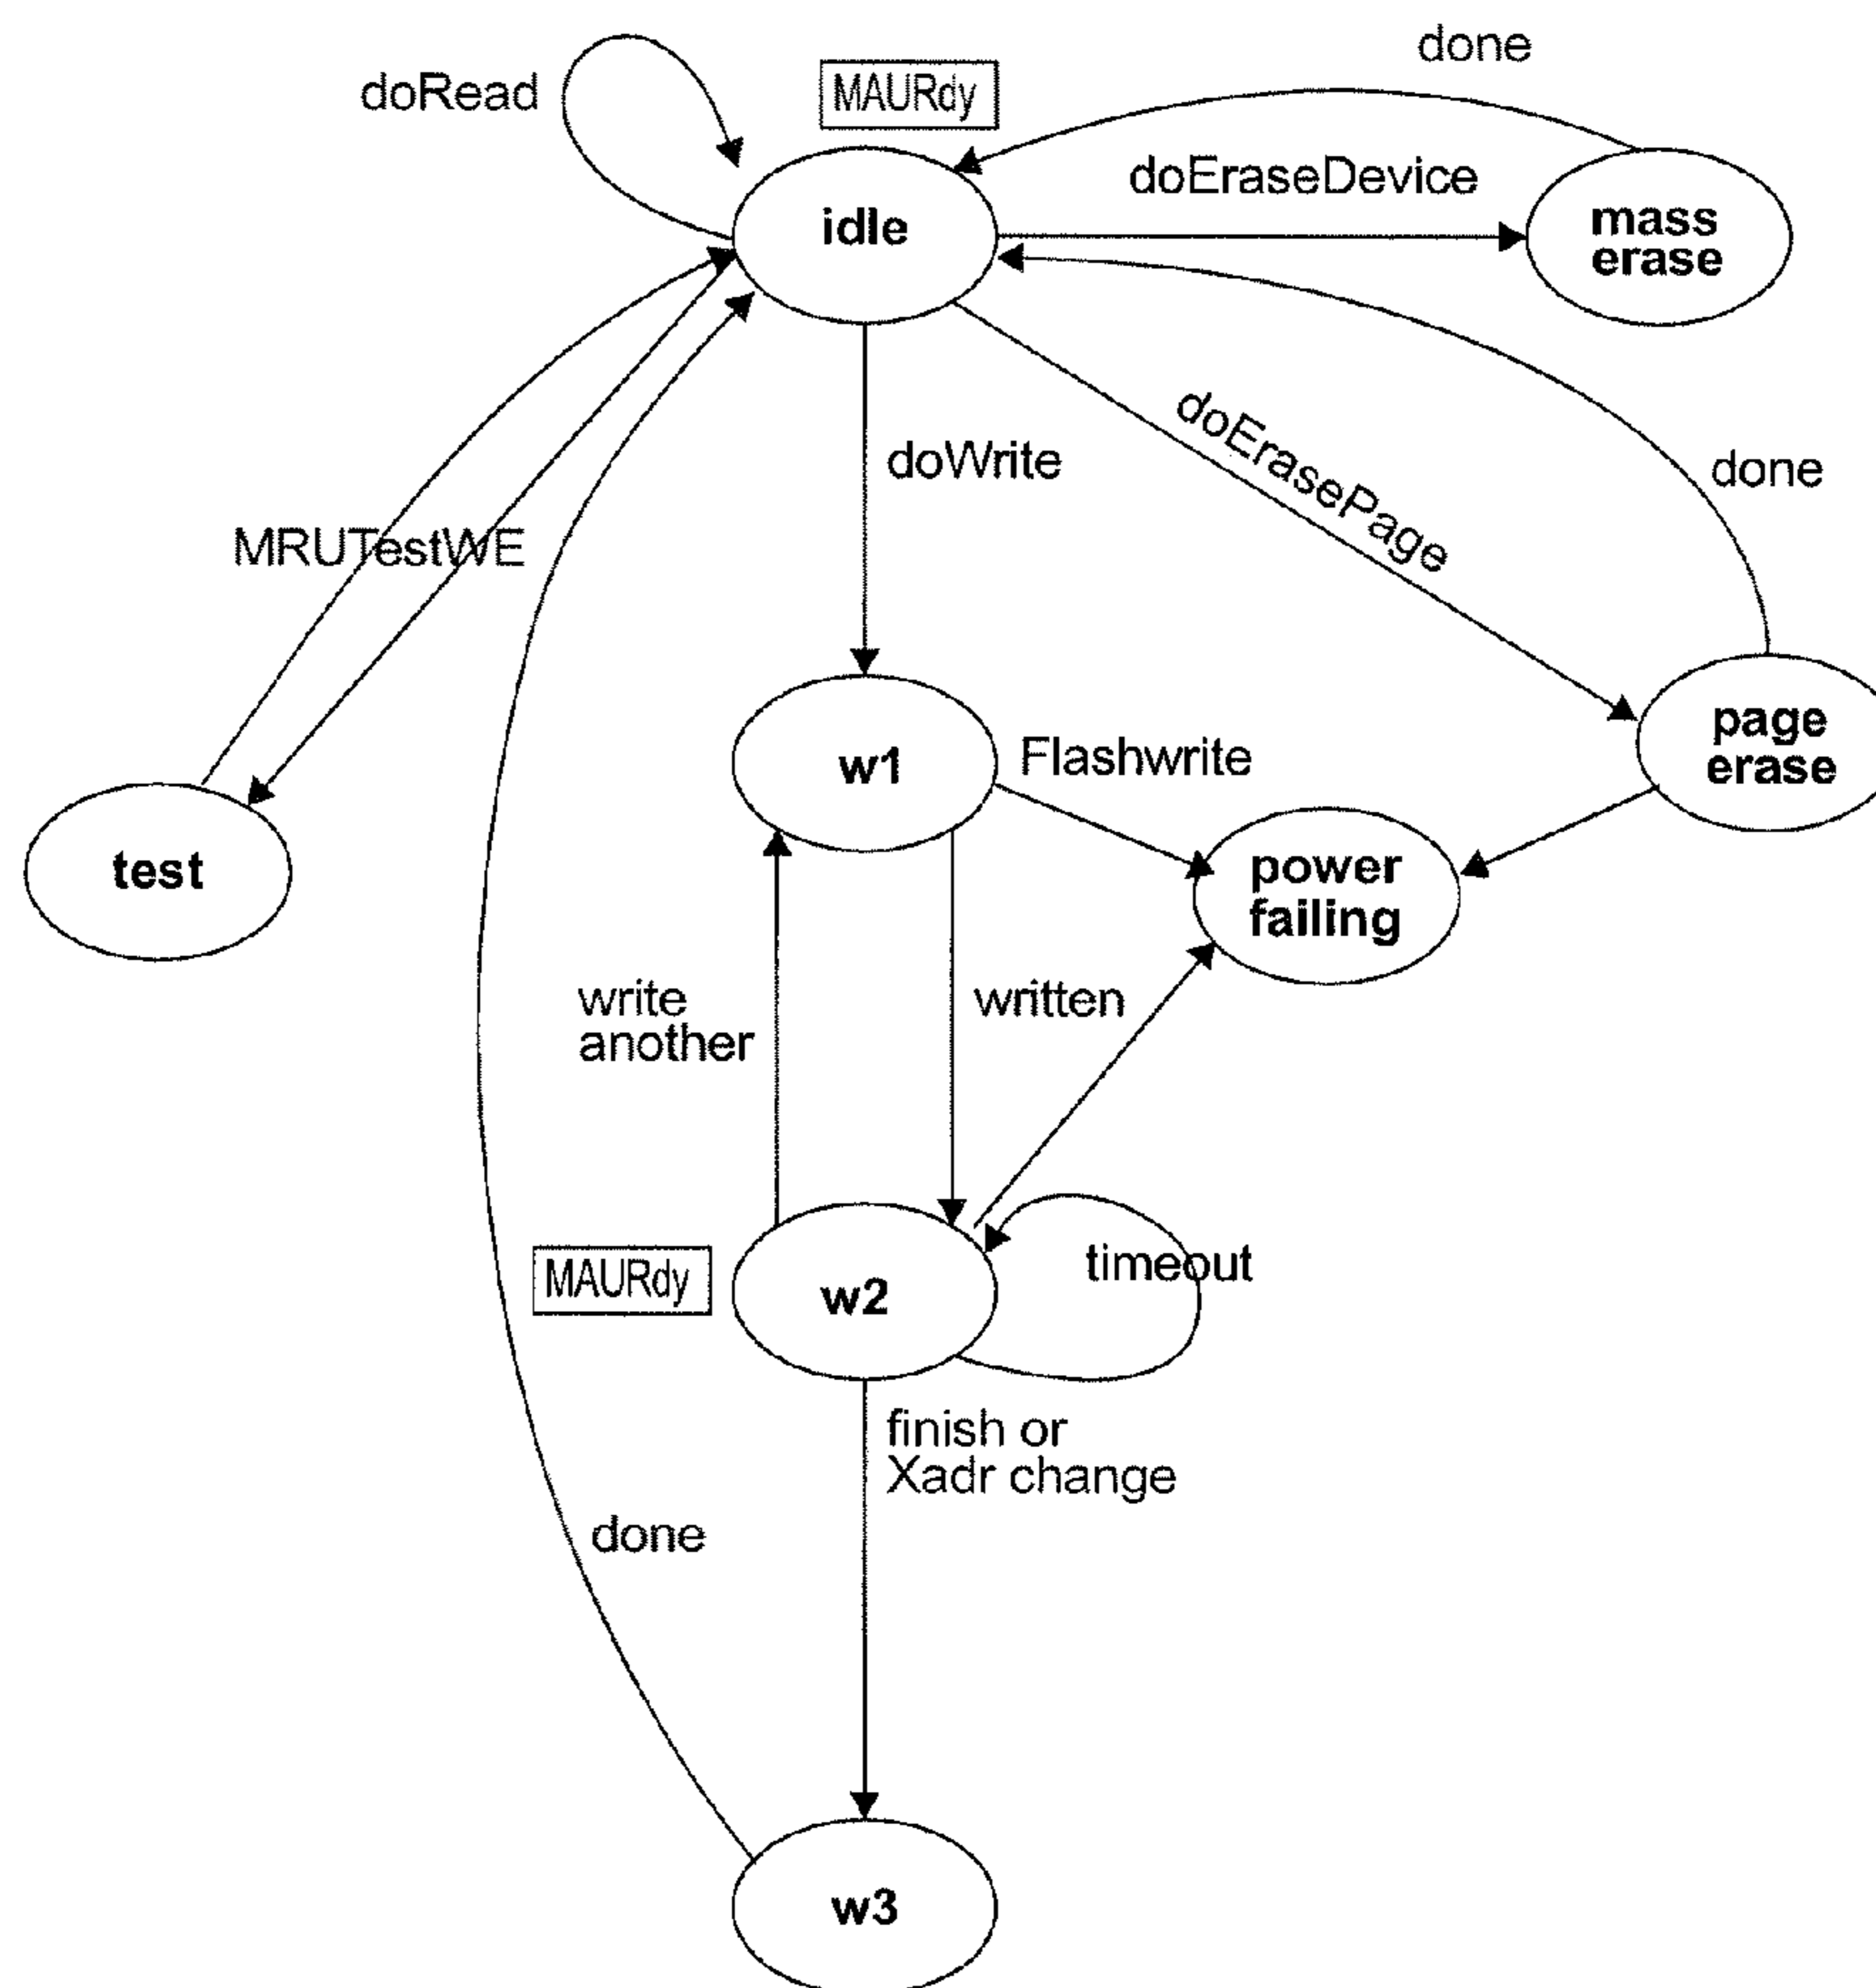 done
doRead
MAURdy
doEraseDevice
idle
mass
erase
doErasePage
doWrite
done
MRUTestWE
page
erase
w1
Flashwrite
test
power
failing
write
another
written
timeout
MAURdy
w2
finish or
Xadr change
done
w3